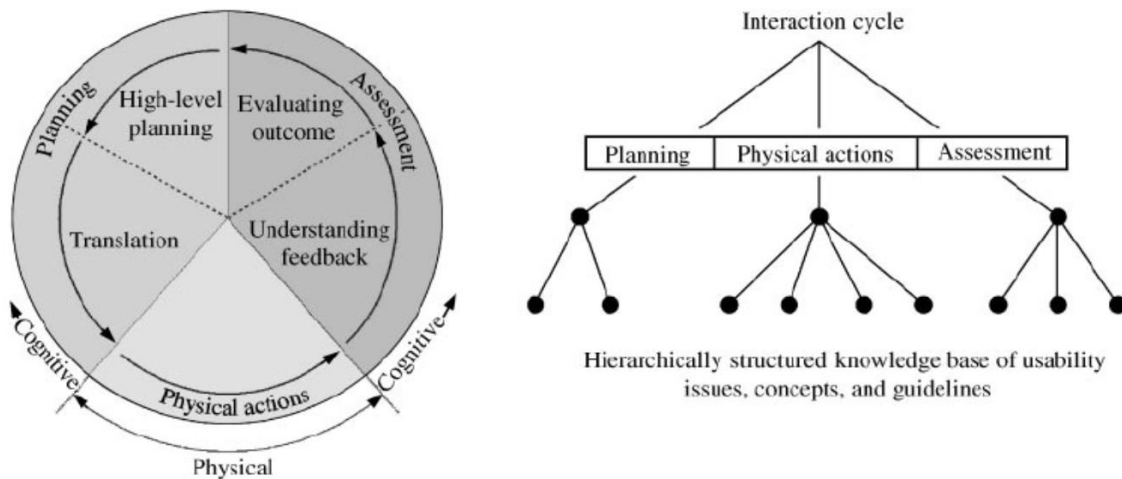 Planning
High-level
planning
Evaluating
outcome
Assessment
Translation
Understanding
feedback
Cognitive
Physical actions
Cognitive
Physical
Interaction cycle
Planning
Physical actions
Assessment
Hierarchically structured knowledge base of usability
issues, concepts, and guidelines